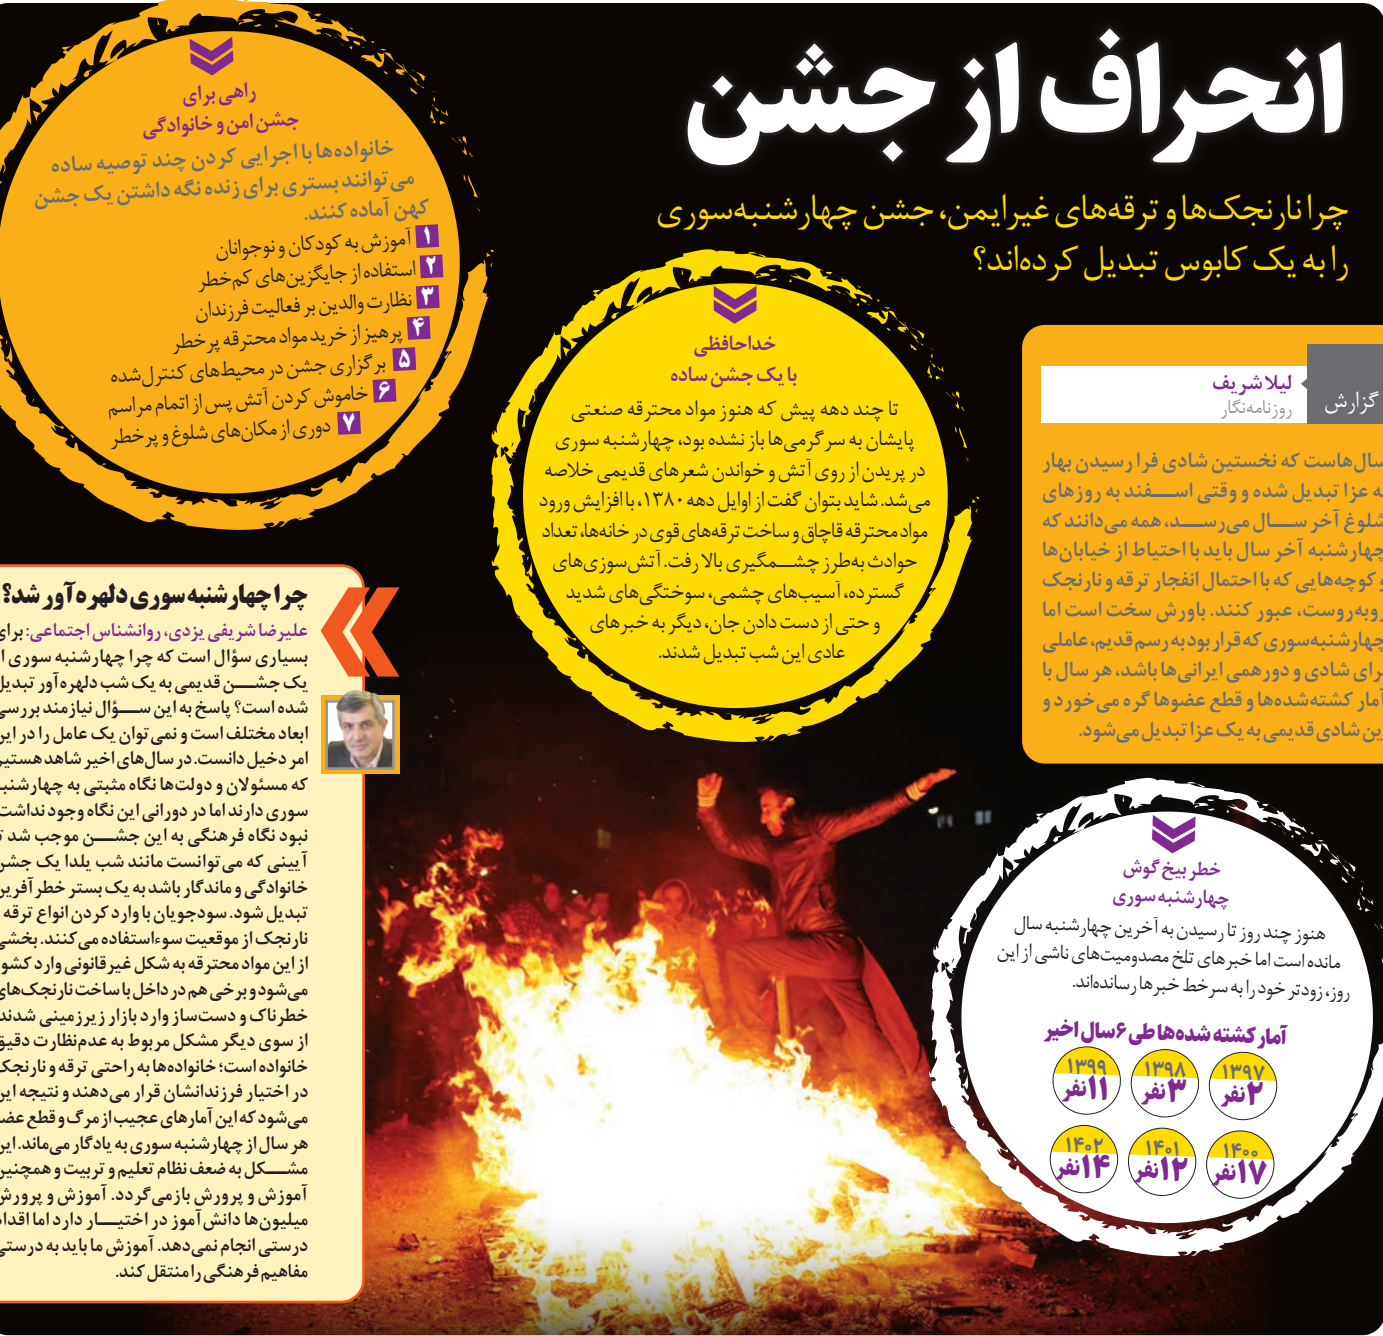 انحراف از جشن
چرا نارنجک‌ها و ترقه‌های غیرایمن، جشن چهارشنبه‌سوری
را به یک کابوس تبدیل کرده‌اند؟
گزارش
لیلا شریف
روزنامه‌نگار
سال‌هاست که نخستین شادی فرا رسیدن بهار
به عزا تبدیل شده و وقتی اسفند به روزهای
شلوغ آخر سال می‌رسد، همه می‌دانند که
چهارشنبه آخر سال باید با احتیاط از خیابان‌ها
و کوچه‌هایی که با احتمال انفجار ترقه و نارنجک
روبه‌روست، عبور کنند. باورش سخت است اما
چهارشنبه‌سوری که قرار بود به رسم قدیم، عاملی
برای شادی و دورهمی ایرانی‌ها باشد، هر سال با
آمار کشته‌شده‌ها و قطع عضوها گره می‌خورد و
این شادی قدیمی به یک عزا تبدیل می‌شود.
خداحافظی
با یک جشن ساده
تا چند دهه پیش که هنوز مواد محترقه صنعتی
پایشان به سرگرمی‌ها باز نشده بود، چهارشنبه سوری
در پریدن از روی آتش و خواندن شعرهای قدیمی خلاصه
می‌شد. شاید بتوان گفت از اوایل دهه ۱۳۸۰، با افزایش ورود
مواد محترقه قاچاق و ساخت ترقه‌های قوی در خانه‌ها، تعداد
حوادث به‌طرز چشمگیری بالا رفت. آتش‌سوزی‌های
گسترده، آسیب‌های چشمی، سوختگی‌های شدید
و حتی از دست دادن جان، دیگر به خبرهای
عادی این شب تبدیل شدند.
راهی برای
جشن امن و خانوادگی
خانواده‌ها با اجرایی کردن چند توصیه ساده
می‌توانند بستری برای زنده نگه داشتن یک جشن
کهن آماده کنند.
۱ آموزش به کودکان و نوجوانان
۲ استفاده از جایگزین‌های کم‌خطر
۳ نظارت والدین بر فعالیت فرزندان
۴ پرهیز از خرید مواد محترقه پرخطر
۵ برگزاری جشن در محیط‌های کنترل‌شده
۶ خاموش کردن آتش پس از اتمام مراسم
۷ دوری از مکان‌های شلوغ و پرخطر
خطر بیخ گوش
چهارشنبه سوری
هنوز چند روز تا رسیدن به آخرین چهارشنبه سال
مانده است اما خبرهای تلخ مصدومیت‌های ناشی از این
روز، زودتر خود را به سرخط خبرها رسانده‌اند.
آمار کشته شده‌ها طی ۶سال اخیر
۱۳۹۷ ۱۳۹۸ ۱۳۹۹
۲نفر ۳نفر ۱۱نفر
۱۴۰۰ ۱۴۰۱ ۱۴۰۲
۱۷نفر ۱۲نفر ۱۴نفر
چرا چهارشنبه سوری دلهره‌آور شد؟
علیرضا شریفی یزدی، روانشناس اجتماعی: برای
بسیاری سؤال است که چرا چهارشنبه سوری از
یک جشن قدیمی به یک شب دلهره آور تبدیل
شده است؟ پاسخ به این سؤال نیازمند بررسی
ابعاد مختلف است و نمی توان یک عامل را در این
امر دخیل دانست. در سال‌های اخیر شاهد هستیم
که مسئولان و دولت‌ها نگاه مثبتی به چهارشنبه
سوری دارند اما در دورانی این نگاه وجود نداشت.
نبود نگاه فرهنگی به این جشن موجب شد تا
آیینی که می توانست مانند شب یلدا یک جشن
خانوادگی و ماندگار باشد به یک بستر خطر آفرین
تبدیل شود. سودجویان با وارد کردن انواع ترقه
نارنجک از موقعیت سوءاستفاده می کنند. بخشی
از این مواد محترقه به شکل غیرقانونی وارد کشور
می‌شود و برخی هم در داخل با ساخت نارنجک‌های
خطرناک و دست‌ساز وارد بازار زیرزمینی شدند.
از سوی دیگر مشکل مربوط به عدم‌نظارت دقیق
خانواده است؛ خانواده‌ها به راحتی ترقه و نارنجک
در اختیار فرزندانشان قرار می‌دهند و نتیجه این
می‌شود که این آمارهای عجیب از مرگ و قطع عضو
هر سال از چهارشنبه سوری به یادگار می‌ماند. این
مشکل به ضعف نظام تعلیم و تربیت و همچنین
آموزش و پرورش بازمی‌گردد. آموزش و پرورش
میلیون‌ها دانش‌آموز در اختیار دارد اما اقدام
درستی انجام نمی‌دهد. آموزش ما باید به درستی
مفاهیم فرهنگی را منتقل کند.